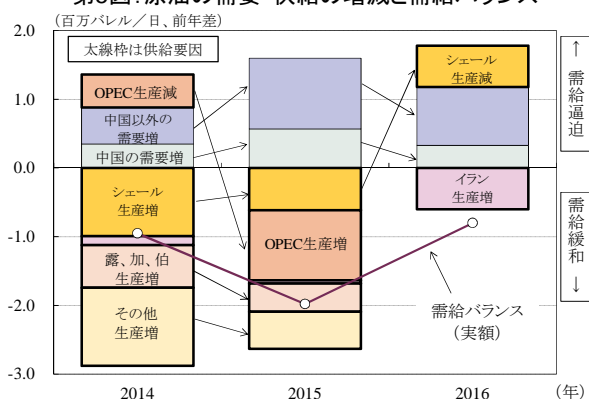 原油の需要・供給の増減と需給バランス
(百万バレル／日、前年差)
2.0
1.0
0.0
-1.0
-2.0
-3.0
太線枠は供給要因
OPEC生産減
中国以外の
需要増
中国の需要増
シェール
生産増
露、加、伯
生産増
その他
生産増
OPEC生産増
シェール
生産減
イラン
生産増
需給バランス
(実額)
↑ 需給逼迫
需給緩和 ↓
2014
2015
2016
(年)